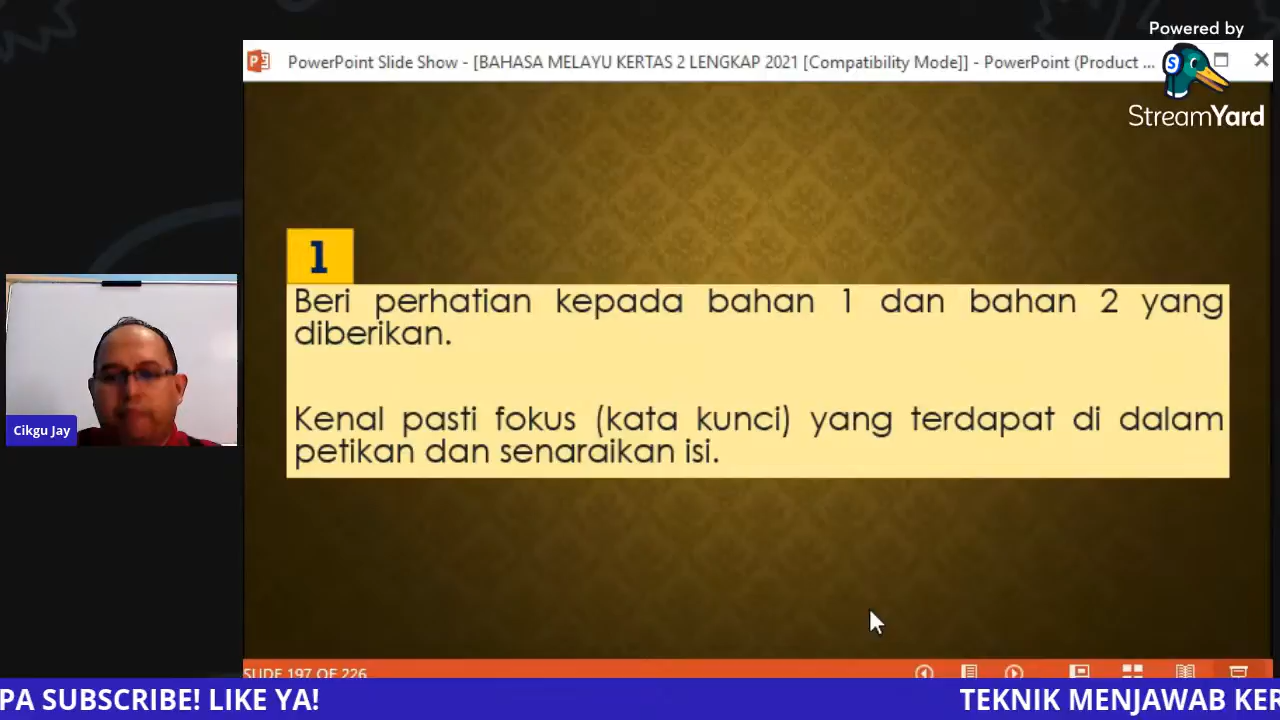 Powered by
StreamYard
PowerPoint Slide Show - [BAHASA MELAYU KERTAS 2 LENGKAP 2021 [Compatibility Mode]] - PowerPoint (Product ...
1
Beri perhatian kepada bahan 1 dan bahan 2 yang
diberikan.
Kenal pasti fokus (kata kunci) yang terdapat di dalam
petikan dan senaraikan isi.
Cikgu Jay
SLIDE 197 OF 226
PA SUBSCRIBE! LIKE YA!
TEKNIK MENJAWAB KER